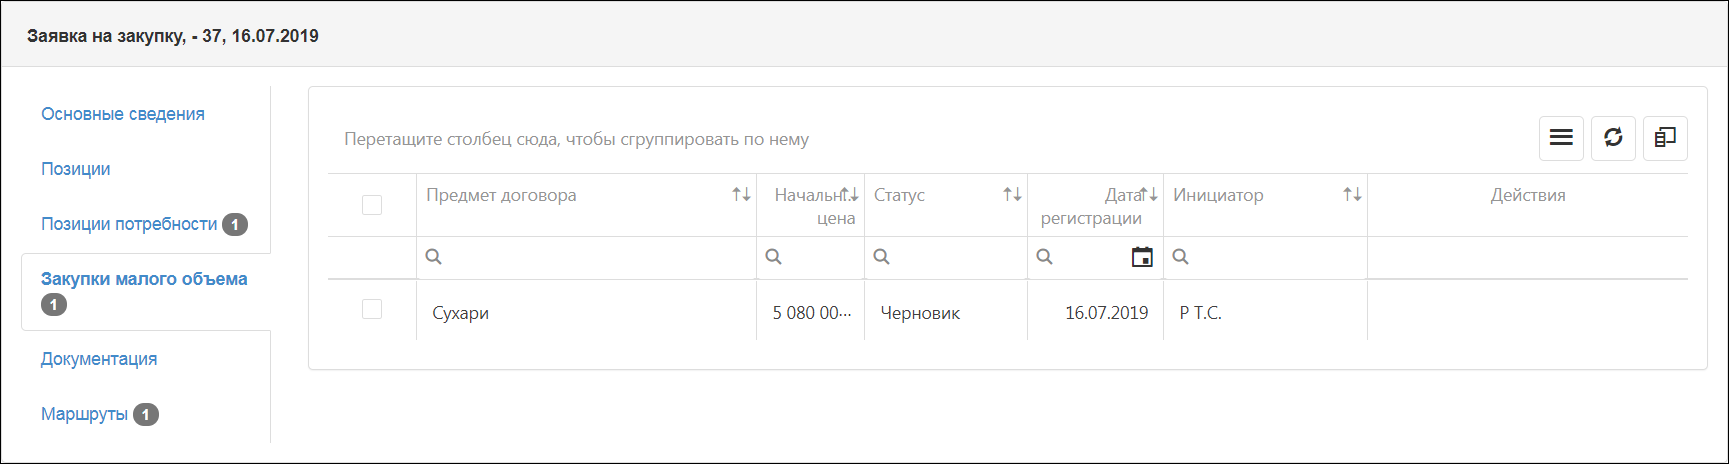 Заявка на закупку, - 37, 16.07.2019
Основные сведения
Позиции
Позиции потребности 1
Закупки малого объема
1
Документация
Маршруты 1
Перетащите столбец сюда, чтобы сгруппировать по нему
Предмет договора
Начальн...
цена
Статус
Дата
регистрации
Инициатор
Действия
Сухари
5 080 00...
Черновик
16.07.2019
Р Т.С.